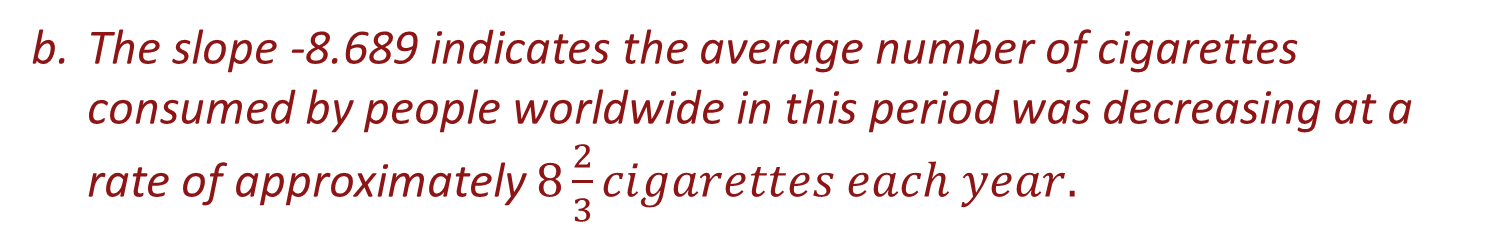 b. The slope -8.689 indicates the average number of cigarettes
consumed by people worldwide in this period was decreasing at a
rate of approximately 8 2/3 cigarettes each year.